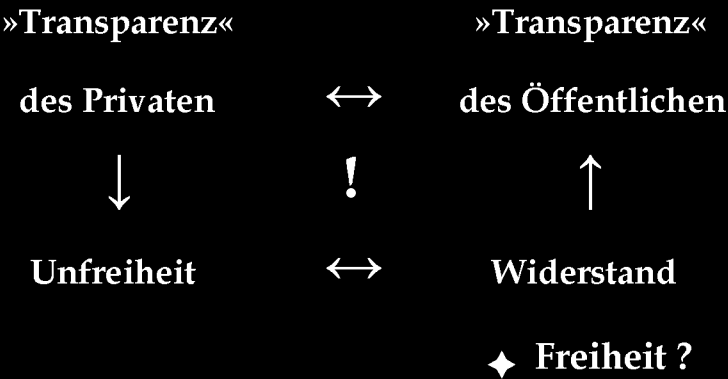 »Transparenz« »Transparenz«
des Privaten ↔ des Öffentlichen
↓ ! ↑
Unfreiheit ↔ Widerstand
✦ Freiheit ?